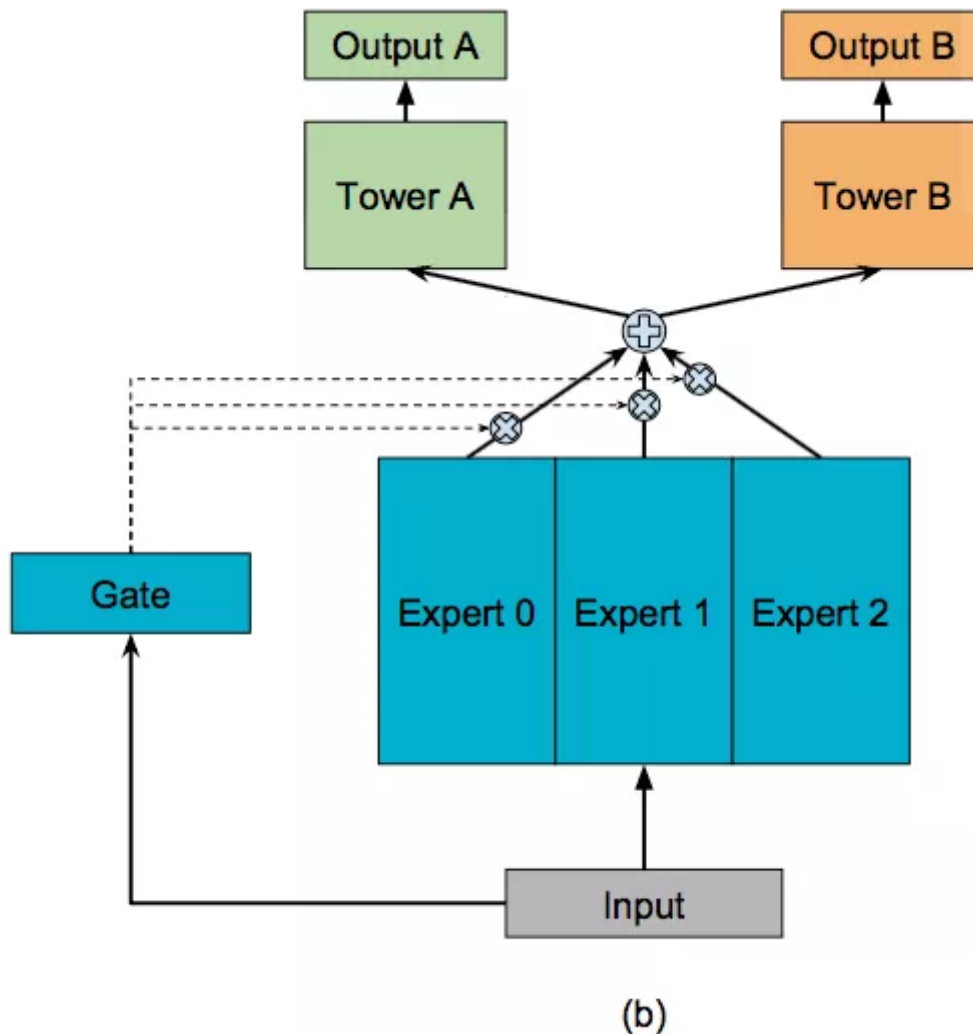 Output A
Output B
Tower A
Tower B
Gate
Expert 0
Expert 1
Expert 2
Input
(b)